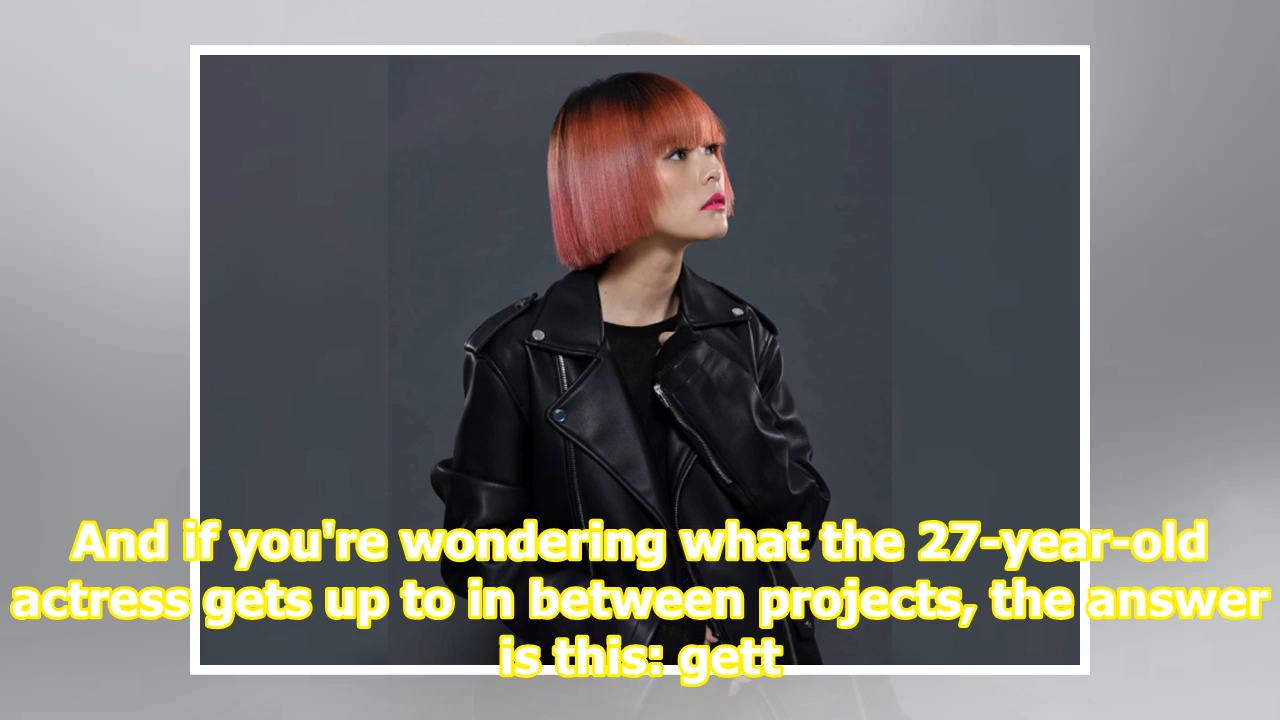 And if you're wondering what the 27-year-old
actress gets up to in between projects, the answer
is this: gett